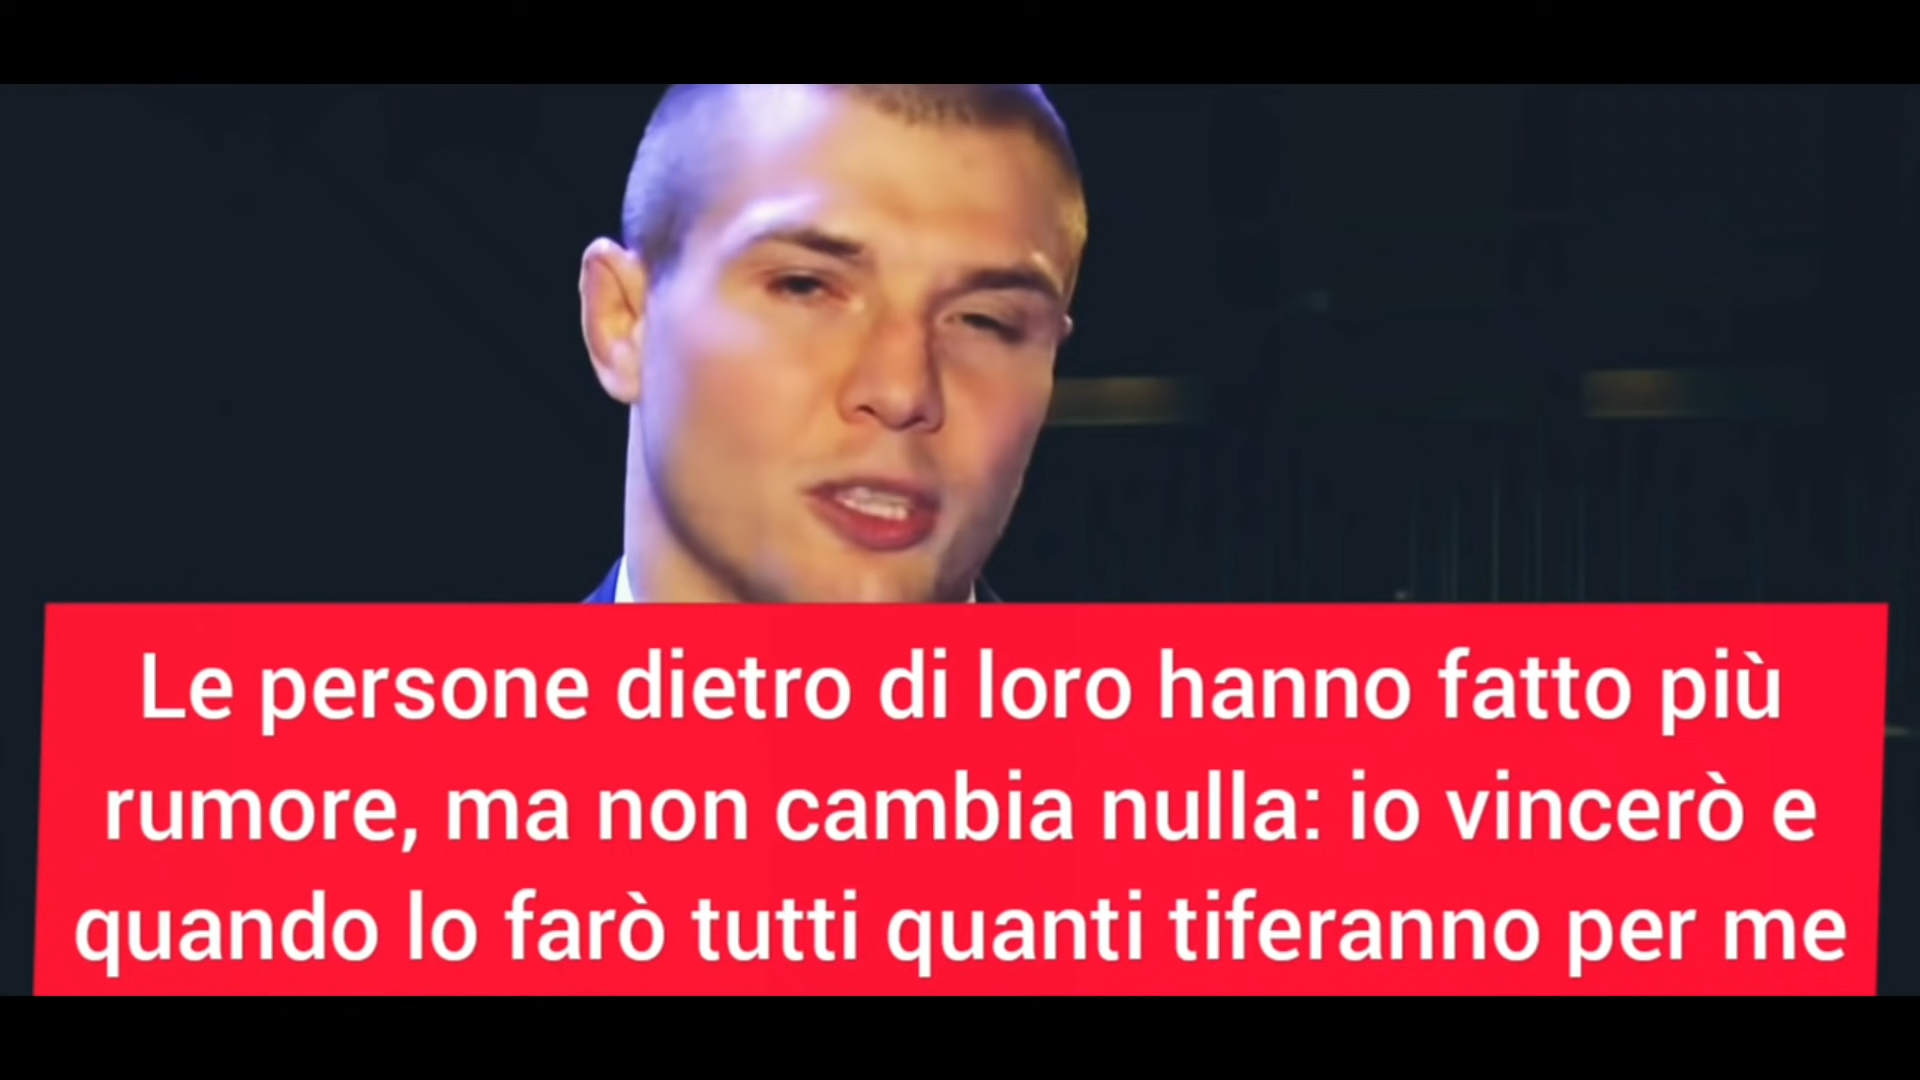 Le persone dietro di loro hanno fatto più
rumore, ma non cambia nulla: io vincerò e
quando lo farò tutti quanti tiferanno per me